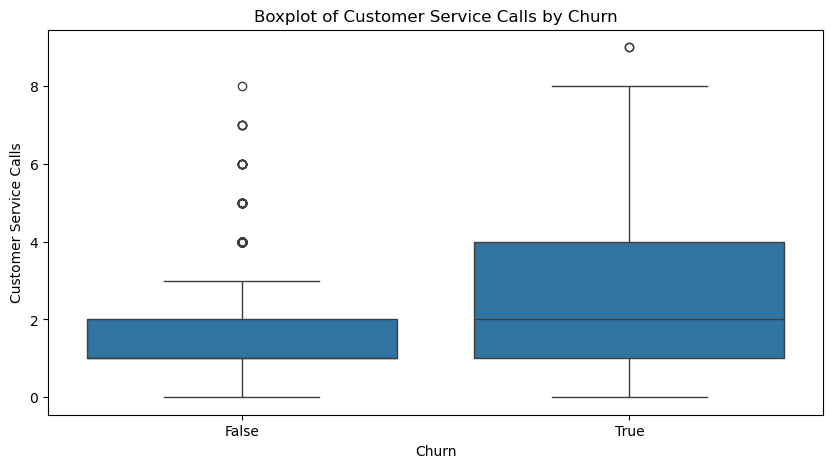 Boxplot of Customer Service Calls by Churn
Customer Service Calls
8
6
4
2
0
False
True
Churn